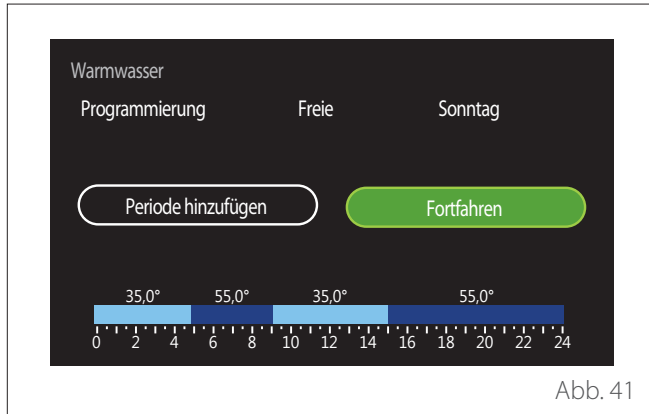 Warmwasser
Programmierung Freie Sonntag
Periode hinzufügen Fortfahren
35,0° 55,0° 35,0° 55,0°
0 2 4 6 8 10 12 14 16 18 20 22 24
Abb. 41